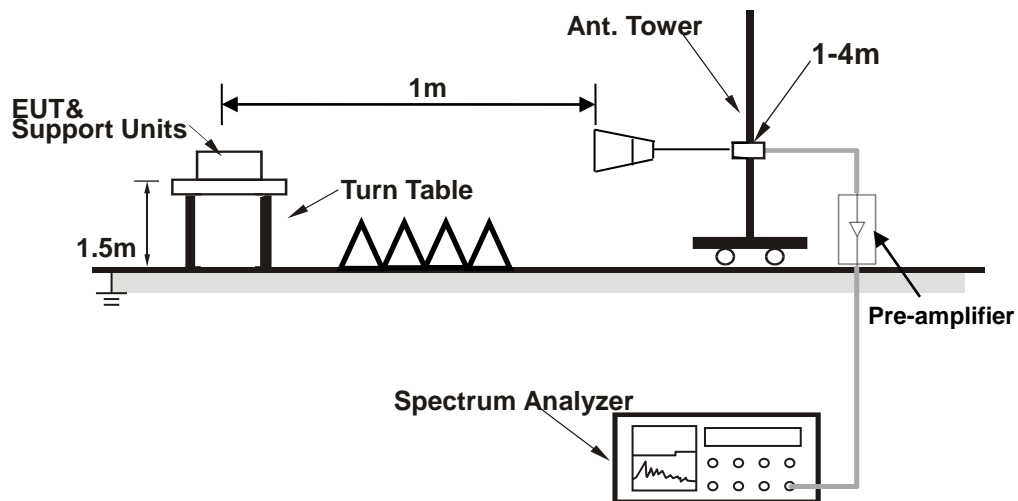 Ant. Tower
1-4m
1m
EUT&
Support Units
Turn Table
1.5m
Pre-amplifier
Spectrum Analyzer